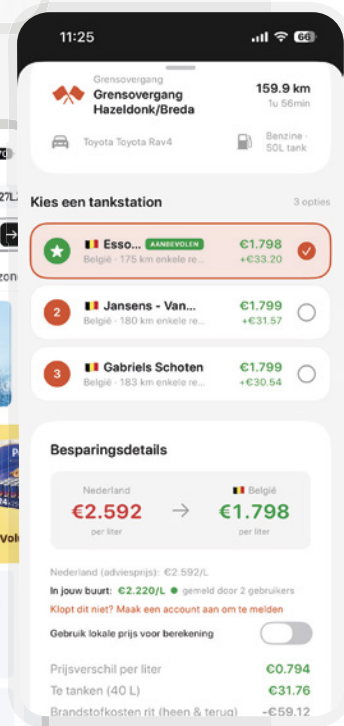 11:25
66
Grensovergang
Grensovergang
Hazeldonk/Breda
159.9 km
1u 56min
Toyota Toyota Rav4
Benzine ·
50L tank
Kies een tankstation
3 opties
Esso... AANBEVOLEN
€1.798
België · 175 km enkele re...
+€33.20
2
Jansens - Van...
€1.799
België · 180 km enkele re...
+€31.57
3
Gabriels Schoten
€1.799
België · 183 km enkele re...
+€30.54
Besparingsdetails
Nederland
België
€2.592
→
€1.798
per liter
per liter
Nederland (adviesprijs): €2.592/L
In jouw buurt: €2.220/L gemeld door 2 gebruikers
Klopt dit niet? Maak een account aan om te melden
Gebruik lokale prijs voor berekening
Prijsverschil per liter
€0.794
Te tanken (40 L)
€31.76
Brandstofkosten rit (heen & terug)
-€59.12